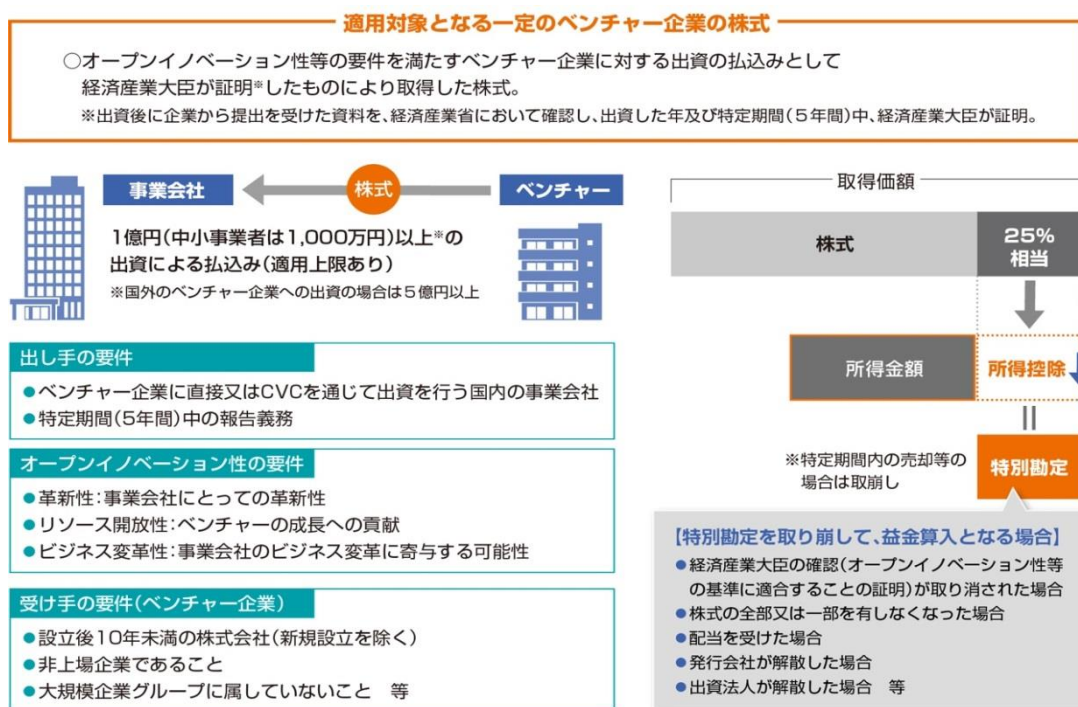 適用対象となる一定のベンチャー企業の株式
○オープンイノベーション性等の要件を満たすベンチャー企業に対する出資の払込みとして
経済産業大臣が証明※したものにより取得した株式。
※出資後に企業から提出を受けた資料を、経済産業省において確認し、出資した年及び特定期間(5年間)中、経済産業大臣が証明。
事業会社
株式
ベンチャー
1億円(中小事業者は1,000万円)以上※の
出資による払込み(適用上限あり)
※国外のベンチャー企業への出資の場合は5億円以上
出し手の要件
●ベンチャー企業に直接又はCVCを通じて出資を行う国内の事業会社
●特定期間(5年間)中の報告義務
オープンイノベーション性の要件
●革新性:事業会社にとっての革新性
●リソース開放性:ベンチャーの成長への貢献
●ビジネス変革性:事業会社のビジネス変革に寄与する可能性
受け手の要件(ベンチャー企業)
●設立後10年未満の株式会社(新規設立を除く)
●非上場企業であること
●大規模企業グループに属していないこと 等
取得価額
株式
25%
相当
所得金額
所得控除
※特定期間内の売却等の
場合は取崩し
特別勘定
【特別勘定を取り崩して、益金算入となる場合】
●経済産業大臣の確認(オープンイノベーション性等
の基準に適合することの証明)が取り消された場合
●株式の全部又は一部を有しなくなった場合
●配当を受けた場合
●発行会社が解散した場合
●出資法人が解散した場合 等